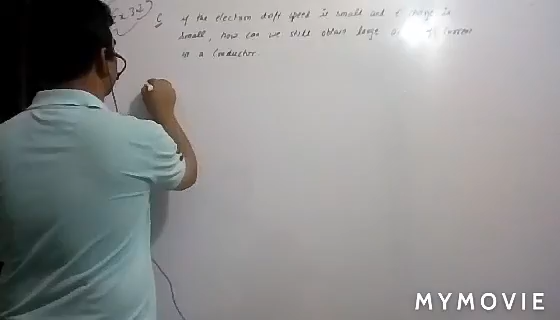 If the electron drift speed is small and e charge is
small, how can we still obtain large current
in a conductor.
MYMOVIE